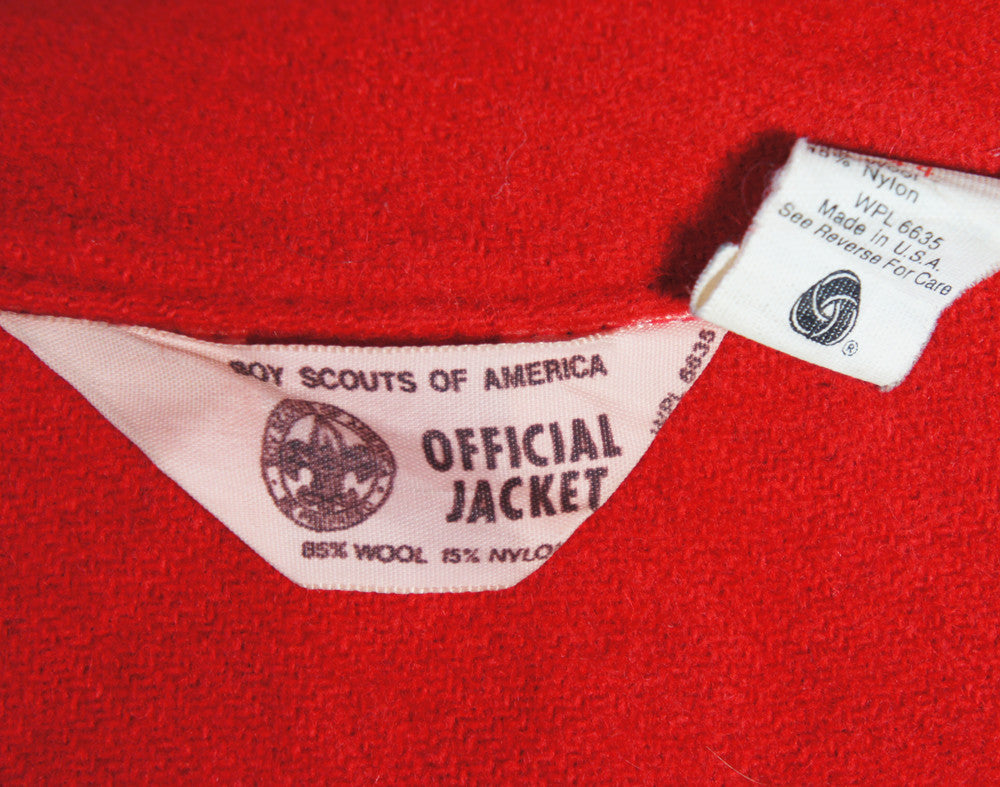 BOY SCOUTS OF AMERICA
OFFICIAL
JACKET
85% WOOL 15% NYLO
WPL 6635
Nylon
WPL 6635
Made in U.S.A.
See Reverse For Care
®